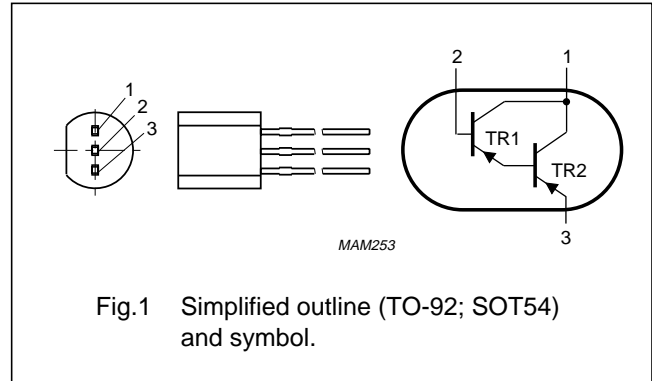 1
2
3
2
1
TR1
TR2
3
MAM253
Fig.1 Simplified outline (TO-92; SOT54)
and symbol.